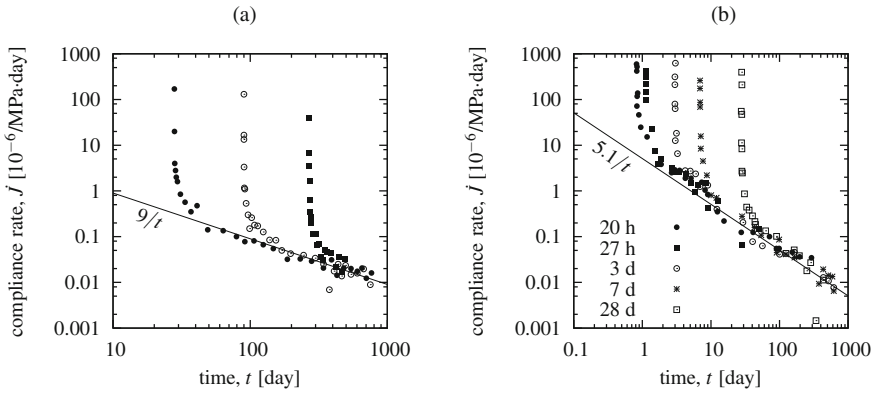 (a)
compliance rate, J̇ [10⁻⁶/MPa·day]
1000
100
10
1
0.1
0.01
0.001
9/t
10
100
1000
time, t [day]
(b)
compliance rate, J̇ [10⁻⁶/MPa·day]
1000
100
10
1
0.1
0.01
0.001
5.1/t
20 h
27 h
3 d
7 d
28 d
0.1
1
10
100
1000
time, t [day]